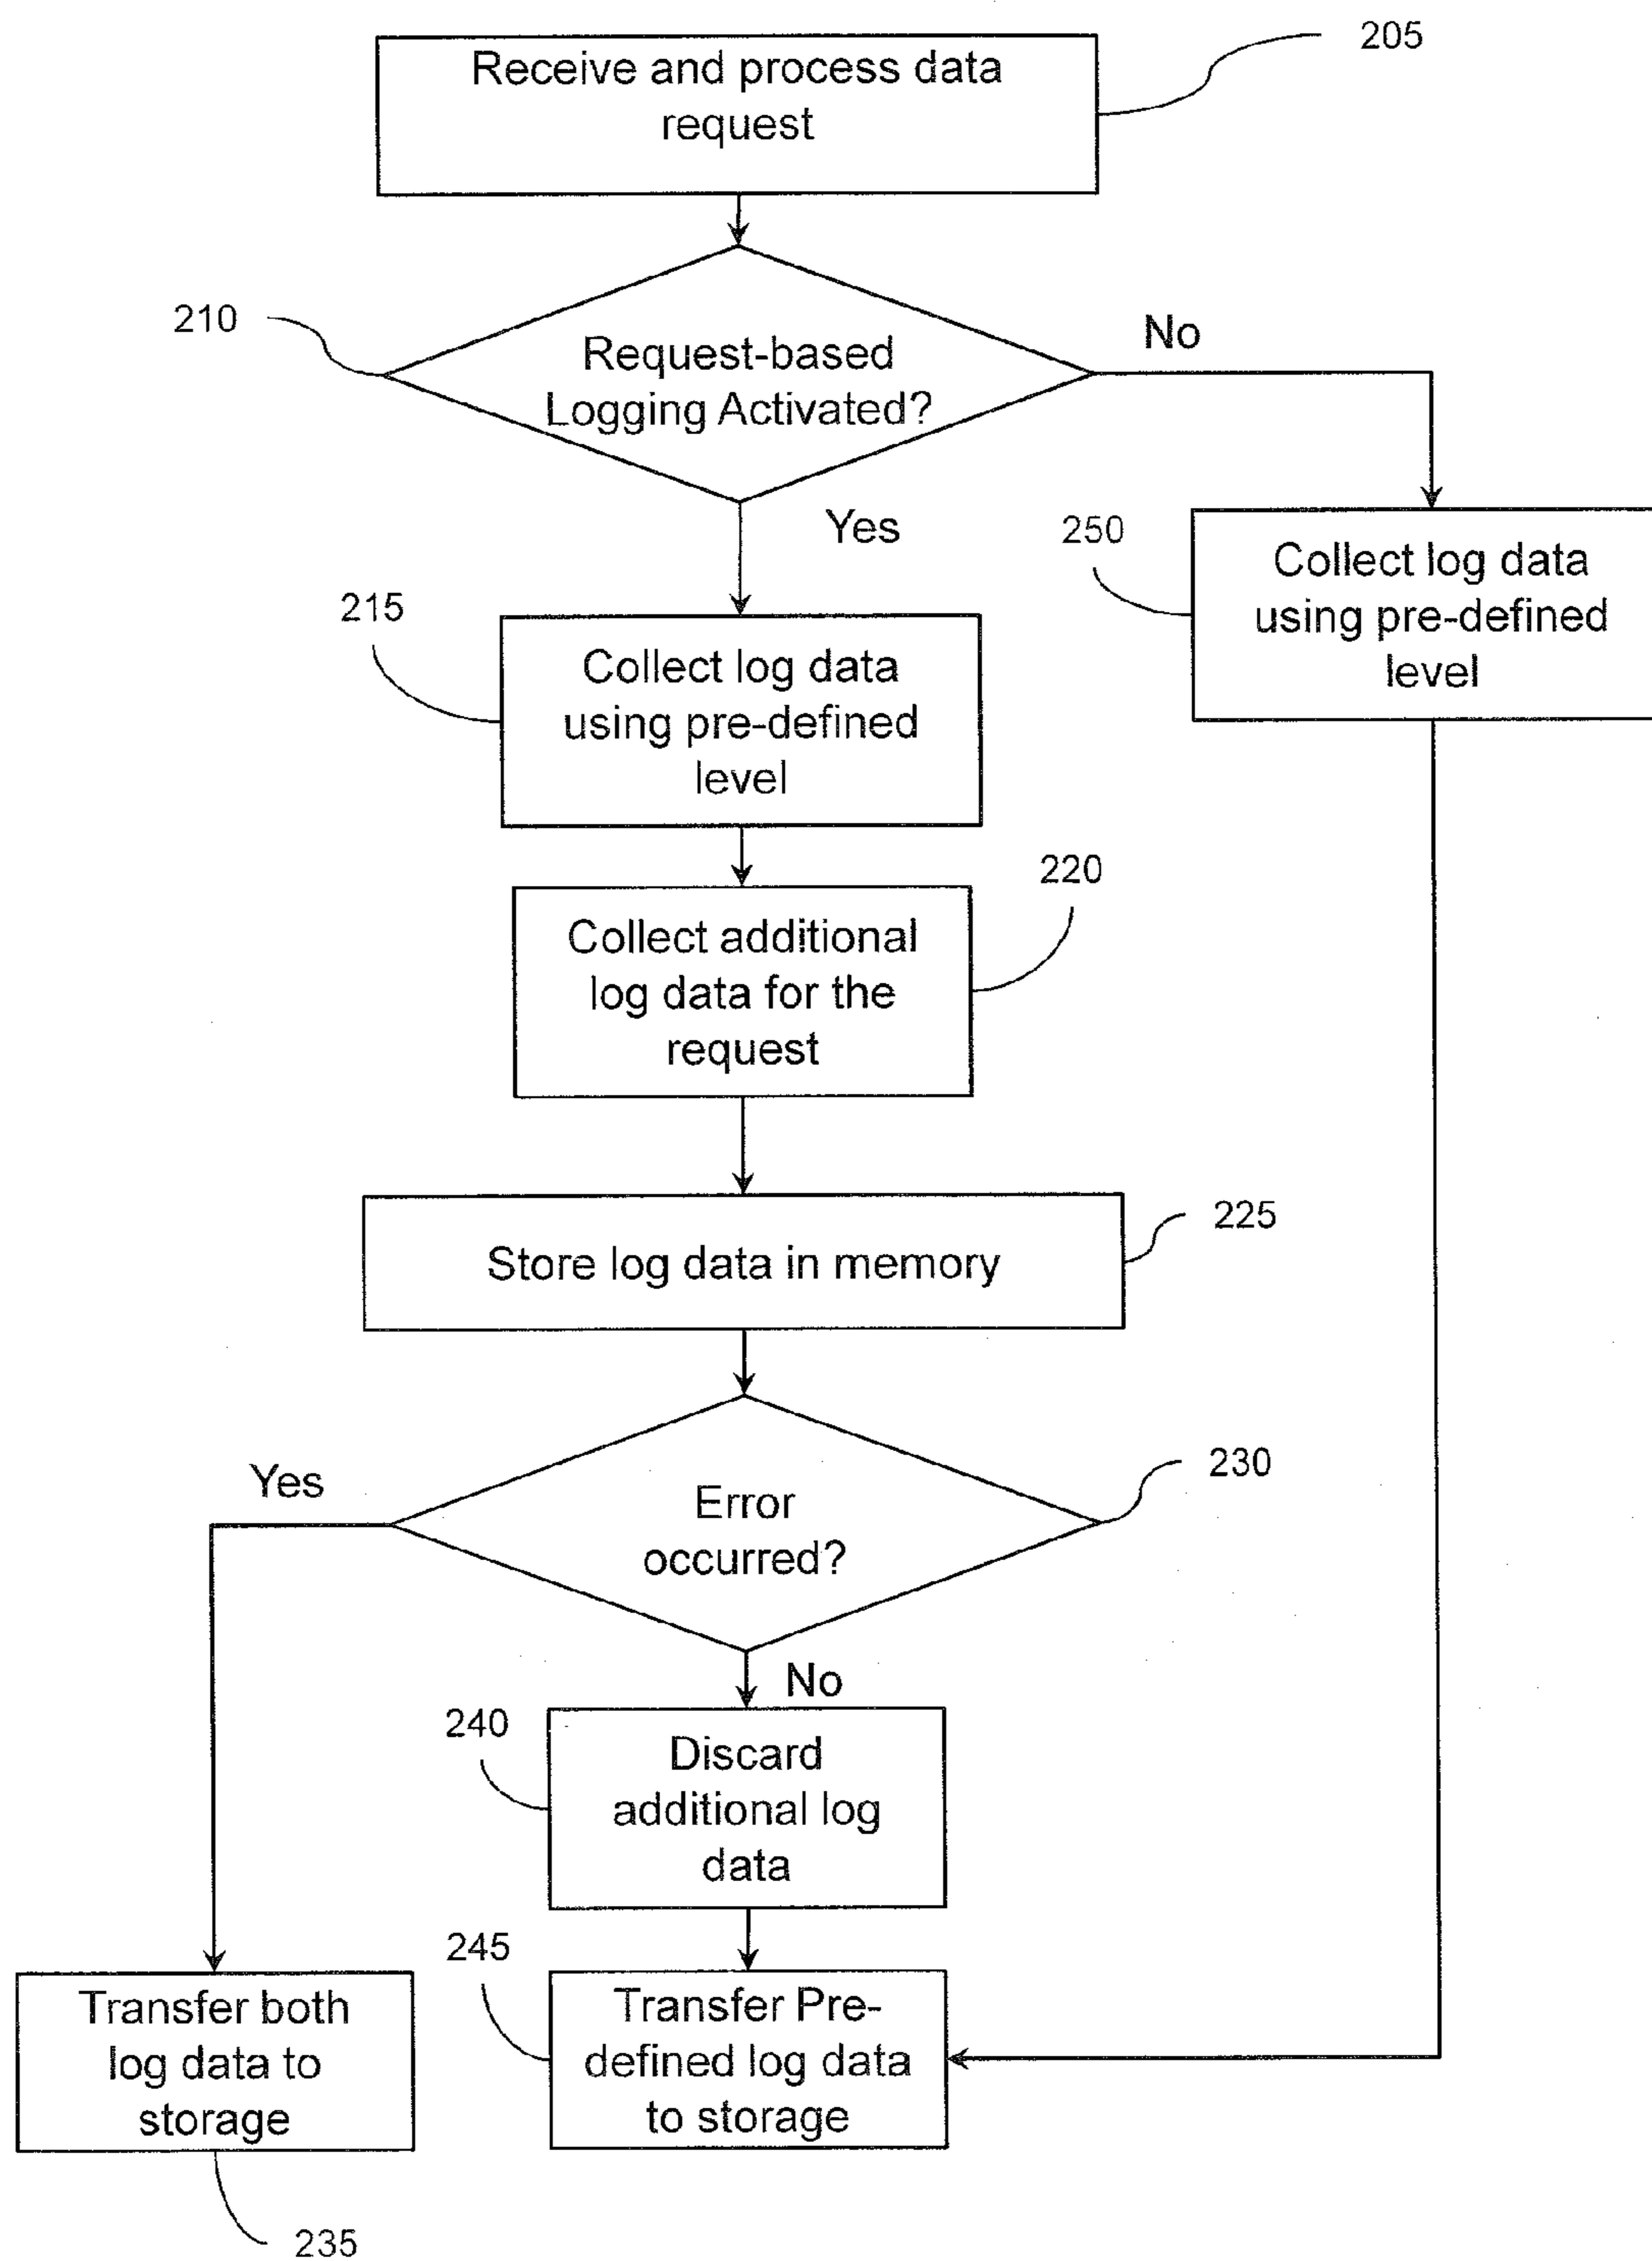 Receive and process data
request
205
210
Request-based
Logging Activated?
No
Yes
250
Collect log data
using pre-defined
level
215
Collect log data
using pre-defined
level
220
Collect additional
log data for the
request
Store log data in memory
225
Yes
Error
occurred?
230
No
240
Discard
additional log
data
245
Transfer both
log data to
storage
Transfer Pre-
defined log data
to storage
235